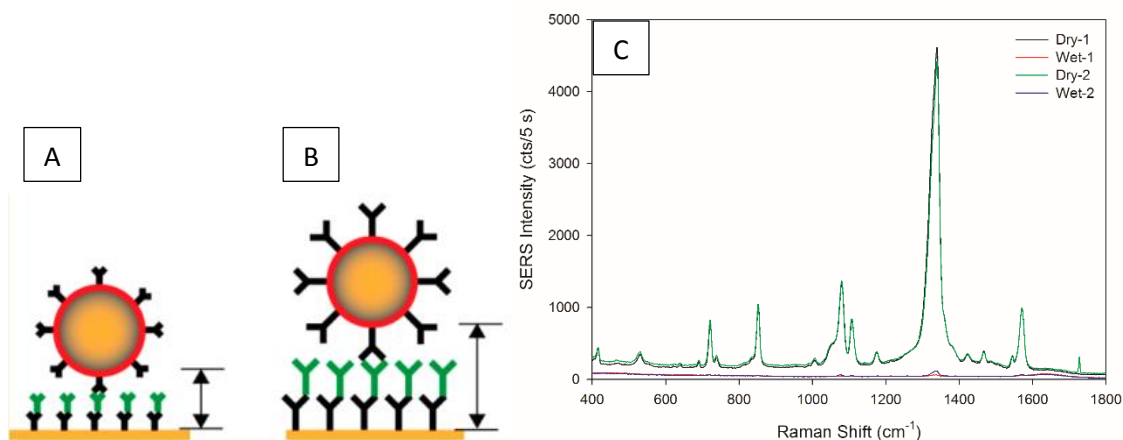 A
B
C
5000
4000
3000
2000
1000
0
SERS Intensity (cts/5 s)
Dry-1
Wet-1
Dry-2
Wet-2
400 600 800 1000 1200 1400 1600 1800
Raman Shift (cm⁻¹)